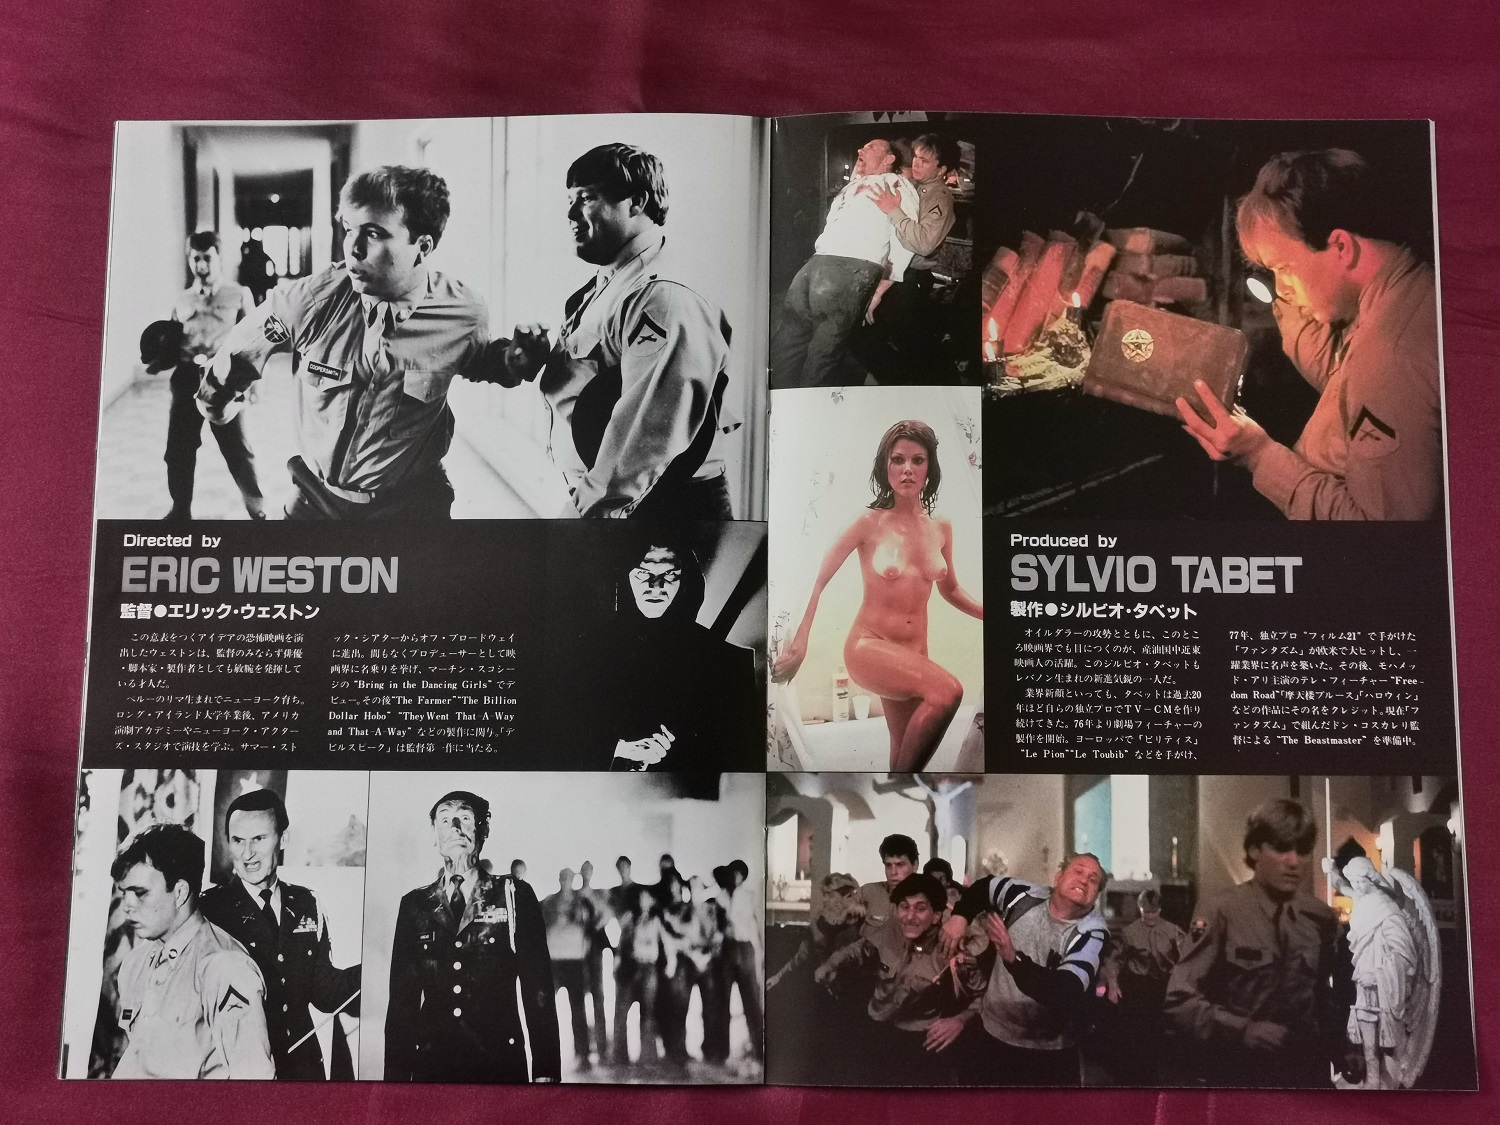 COOPERSMITH
Directed by
ERIC WESTON
監督●エリック・ウェストン
この意表をつくアイデアの恐怖映画を演
出したウェストンは、監督のみならず俳優
・脚本家・製作者としても敏腕を発揮して
いる才人だ。
ペルーのリマ生まれでニューヨーク育ち。
ロング・アイランド大学卒業後、アメリカ
演劇アカデミーやニューヨーク・アクター
ズ・スタジオで演技を学ぶ。サマー・スト
ック・シアターからオフ・ブロードウェイ
に進出。間もなくプロデューサーとして映
画界に名乗りを挙げ、マーチン・スコシー
ジの“Bring in the Dancing Girls”でデ
ビュー。その後“The Farmer”“The Billion
Dollar Hobo” “They Went That-A-Way
and That-A-Way” などの製作に関与。「デ
ビルスピーク」は監督第一作に当たる。
Produced by
SYLVIO TABET
製作●シルビオ・タベット
オイルダラーの攻勢とともに、このとこ
ろ映画界でも目につくのが、産油国中近東
映画人の活躍。このシルビオ・タベットも
レバノン生まれの新進気鋭の一人だ。
業界新顔といっても、タベットは過去20
年ほど自らの独立プロでTV−CMを作り
続けてきた。76年より劇場フィーチャーの
製作を開始。ヨーロッパで「ビリティス」
“Le Pion”“Le Toubib” などを手がけ、
77年、独立プロ “フィルム21” で手がけた
「ファンタズム」が欧米で大ヒットし、一
躍業界に名声を築いた。その後、モハメッ
ド・アリ主演のテレ・フィーチャー“Free-
dom Road”「摩天楼ブルース」「ハロウィン」
などの作品にその名をクレジット。現在「フ
ァンタズム」で組んだドン・コスカレリ監
督による “The Beastmaster” を準備中。